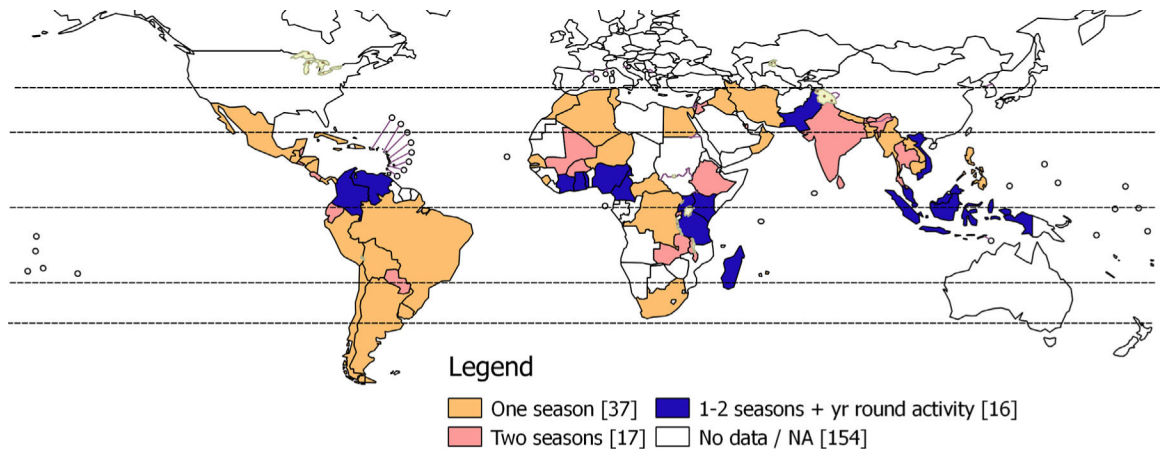 Legend
One season [37]
1-2 seasons + yr round activity [16]
Two seasons [17]
No data / NA [154]